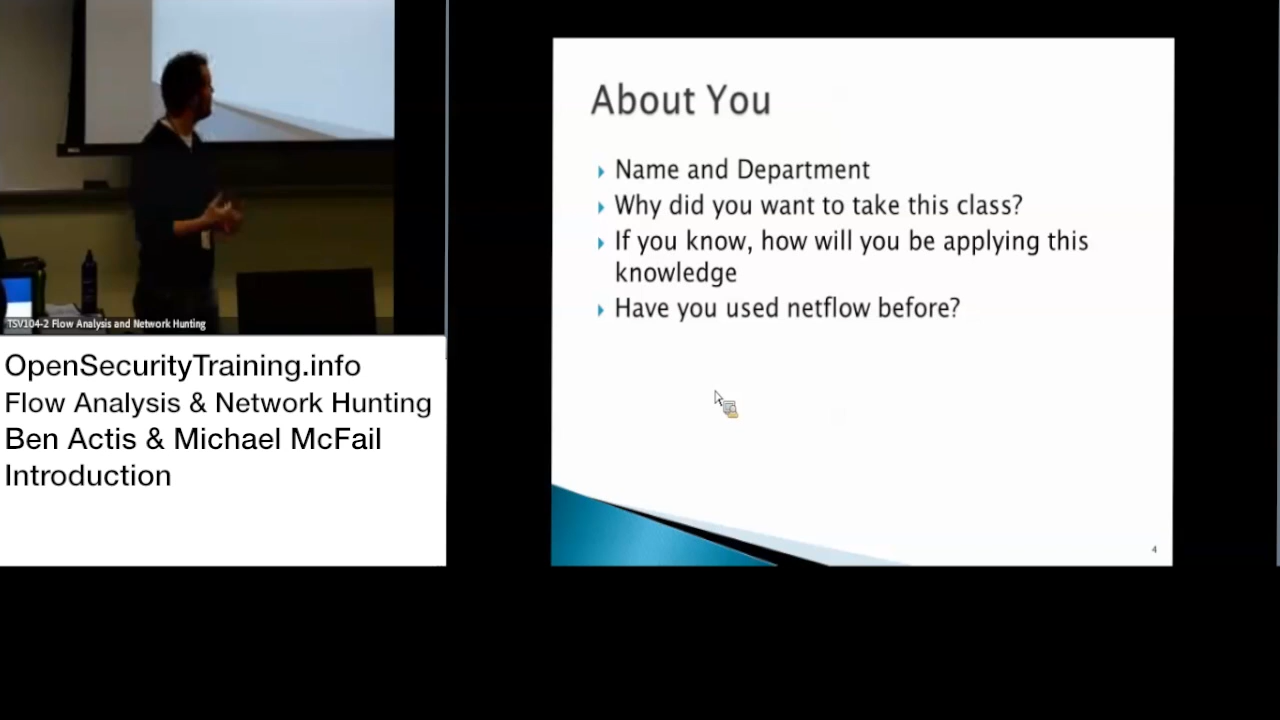 TSV104-2 Flow Analysis and Network Hunting
OpenSecurityTraining.info
Flow Analysis & Network Hunting
Ben Actis & Michael McFail
Introduction
About You
Name and Department
Why did you want to take this class?
If you know, how will you be applying this
knowledge
Have you used netflow before?
4